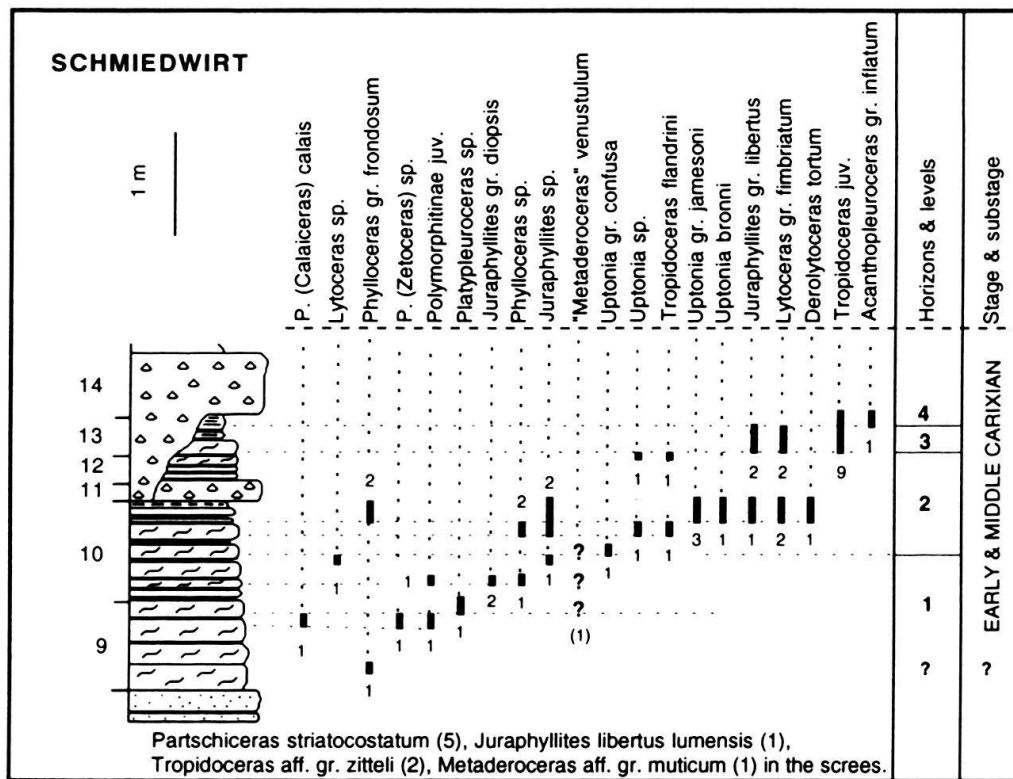 SCHMIEDWIRT
1 m
P. (Calaiceras) calais
Lytoceras sp.
Phylloceras gr. frondosum
P. (Zetoceras) sp.
Polymorphitinae juv.
Platypleuroceras sp.
Juraphyllites gr. diopsis
Phylloceras sp.
Juraphyllites sp.
"Metaderoceras" venustulum
Uptonia gr. confusa
Uptonia sp.
Tropidoceras flandrini
Uptonia gr. jamesoni
Uptonia bronni
Juraphyllites gr. libertus
Lytoceras gr. fimbriatum
Derolytoceras tortum
Tropidoceras juv.
Acanthopleuroceras gr. inflatum
Horizons & levels
Stage & substage
14
4
13
1
3
12
2 2 9
1 1
2 2
11
2
2
3 1 1 2 1
1 1
10
?
1 1 ? 1
1
2 1 ?
1
1
(1)
9
1 1 1
? ?
1
EARLY & MIDDLE CARIXIAN
Partschiceras striatocostatum (5), Juraphyllites libertus lumensis (1),
Tropidoceras aff. gr. zitteli (2), Metaderoceras aff. gr. muticum (1) in the screes.